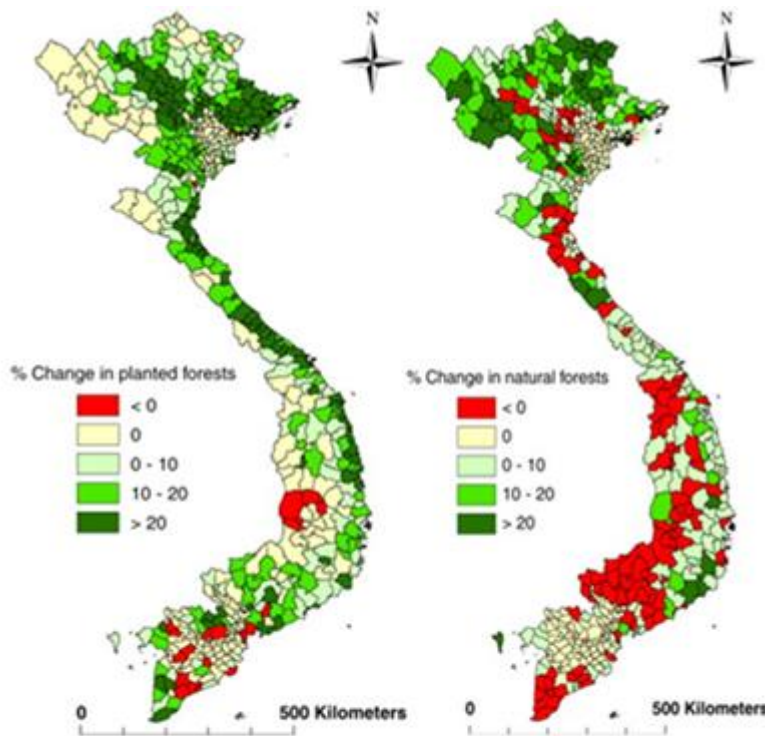 N
N
% Change in planted forests
< 0
0
0 - 10
10 - 20
> 20
% Change in natural forests
< 0
0
0 - 10
10 - 20
> 20
0 500 Kilometers
0 500 Kilometers